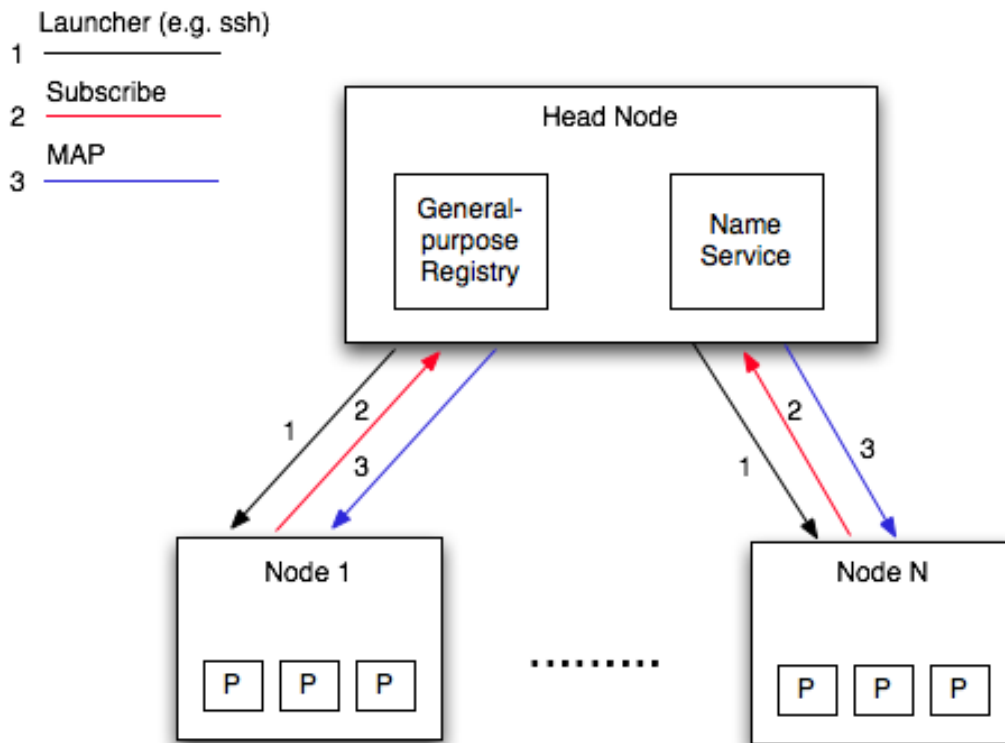 Launcher (e.g. ssh)
1
Subscribe
2
MAP
3
Head Node
General-
purpose
Registry
Name
Service
1
2
3
1
2
3
Node 1
P P P
.........
Node N
P P P